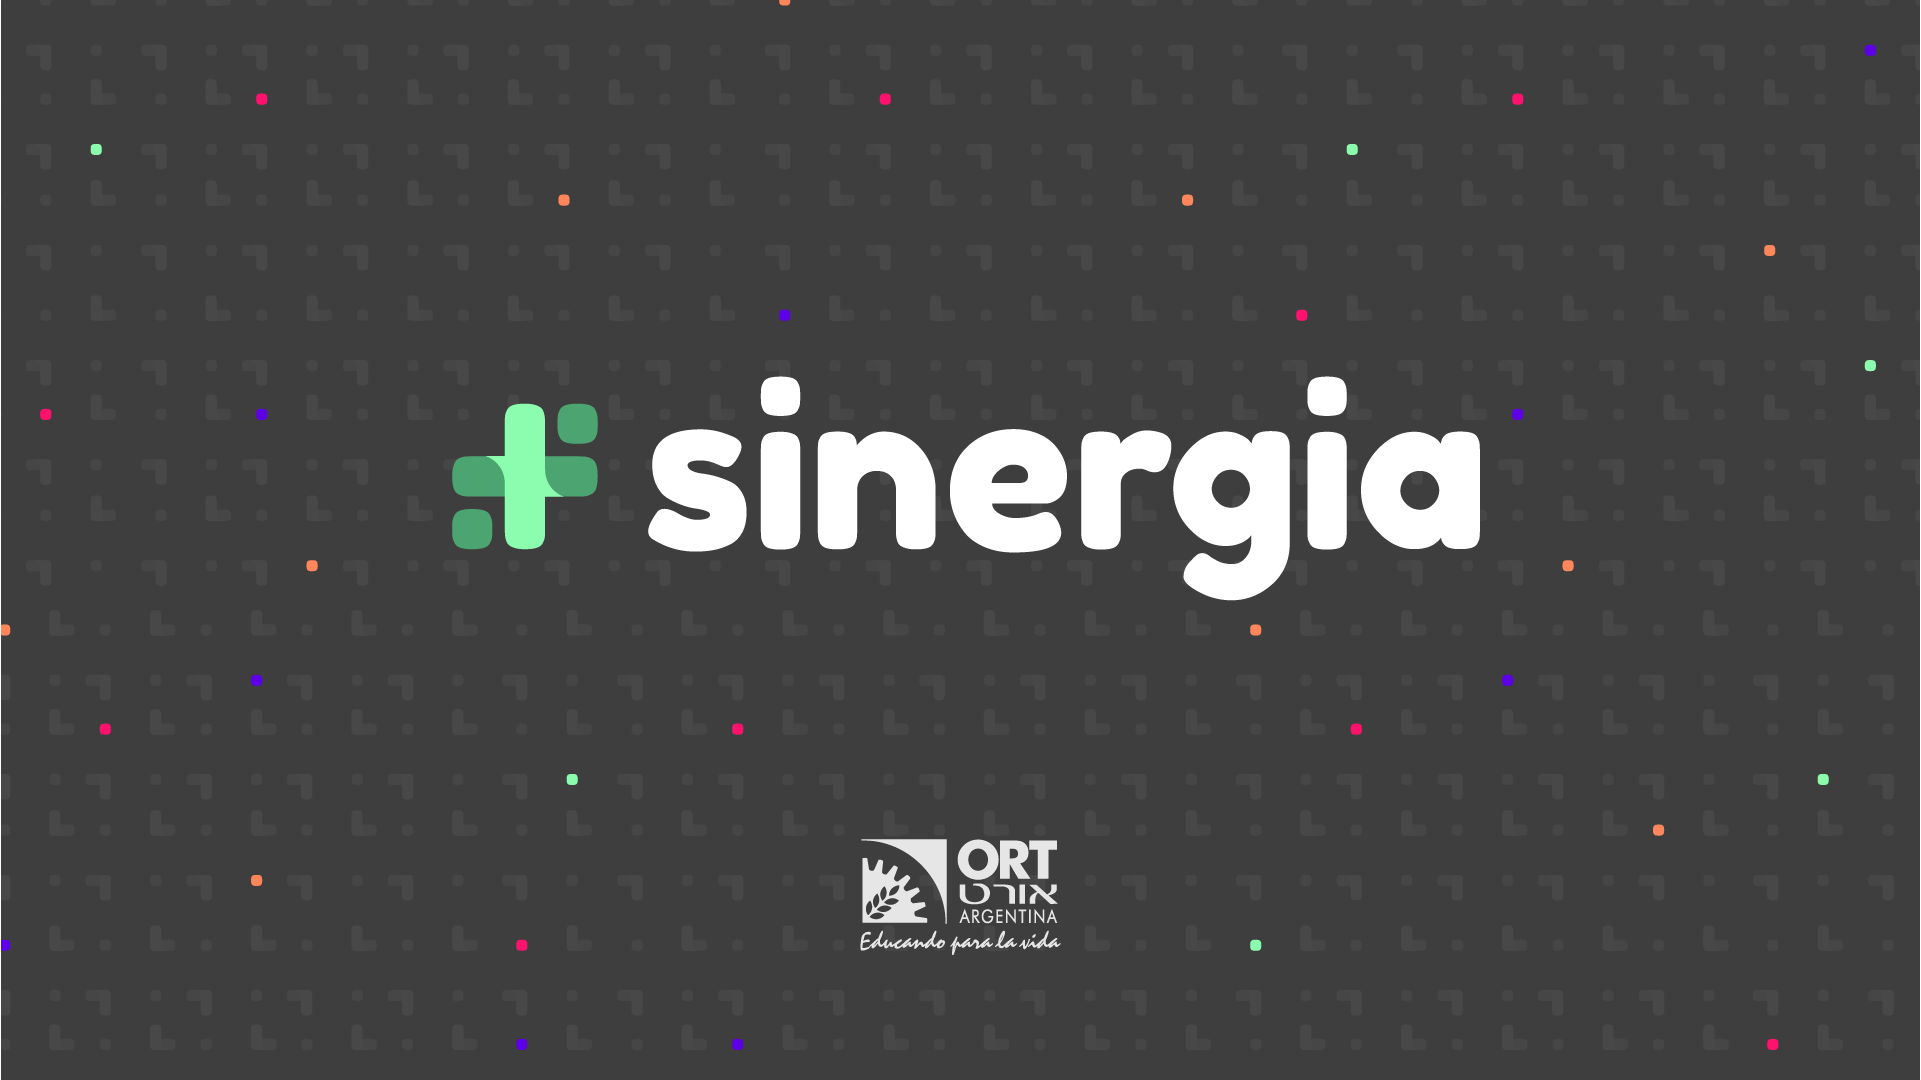 sinergia
ORT
אורט
ARGENTINA
Educando para la vida